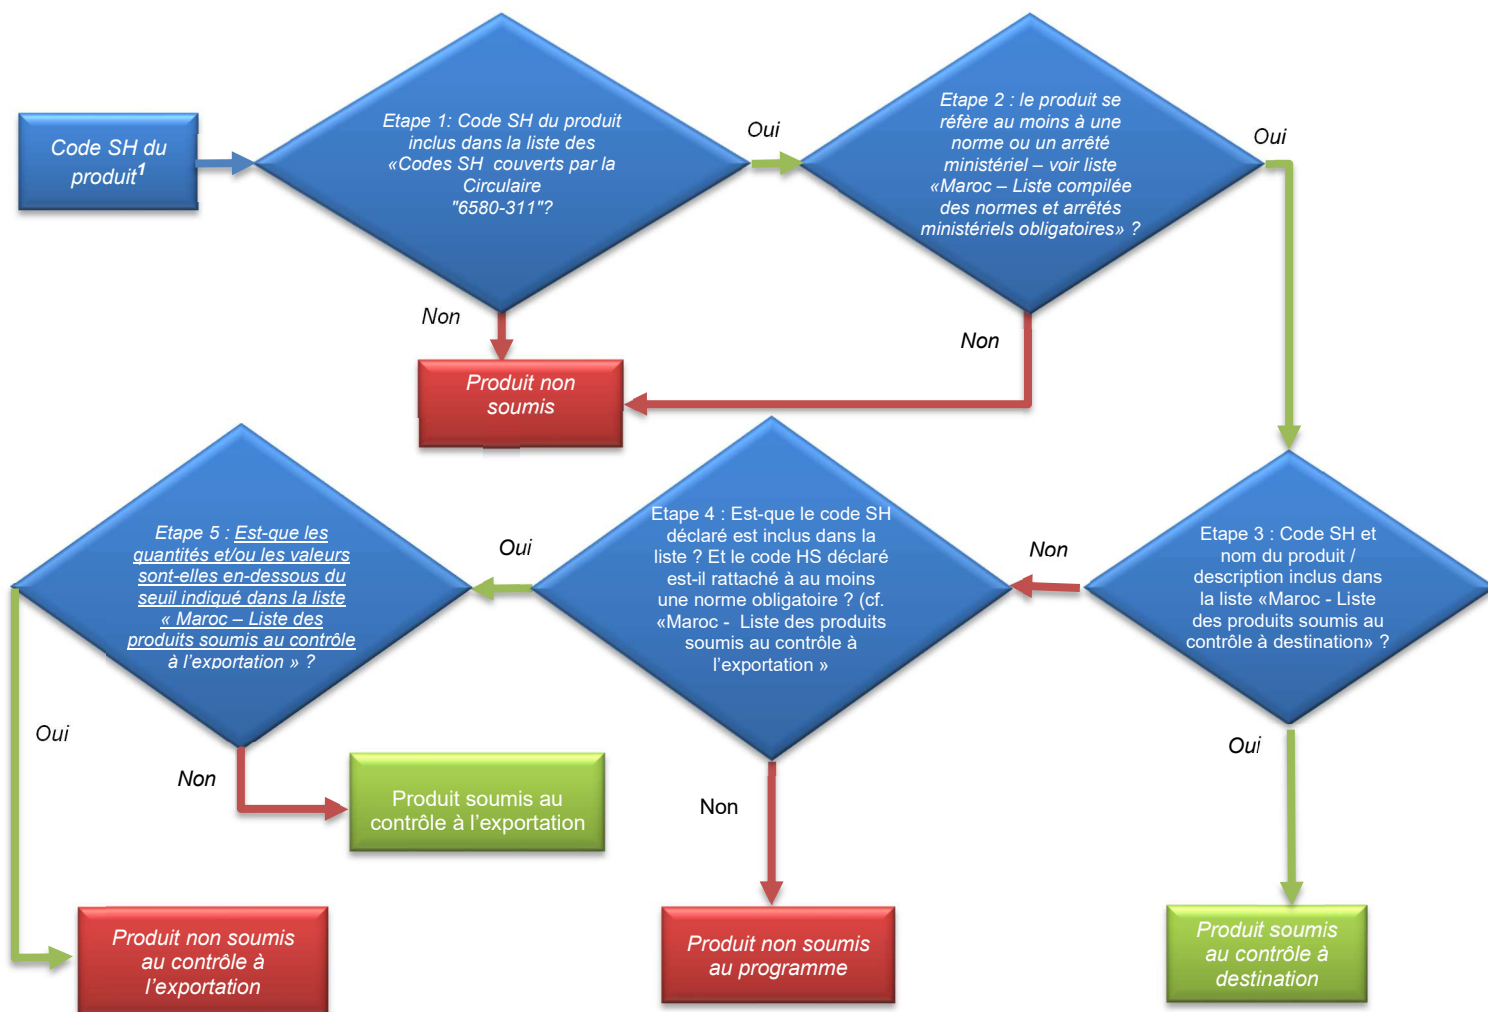 Code SH du
produit1
Etape 1: Code SH du produit
inclus dans la liste des
«Codes SH couverts par la
Circulaire
"6580-311"?
Oui
Etape 2 : le produit se
réfère au moins à une
norme ou un arrêté
ministériel – voir liste
«Maroc – Liste compilée
des normes et arrêtés
ministériels obligatoires» ?
Oui
Non
Non
Produit non
soumis
Etape 3 : Code SH et
nom du produit /
description inclus dans
la liste «Maroc - Liste
des produits soumis au
contrôle à destination» ?
Non
Etape 4 : Est-que le code SH
déclaré est inclus dans la
liste ? Et le code HS déclaré
est-il rattaché à au moins
une norme obligatoire ? (cf.
«Maroc - Liste des produits
soumis au contrôle à
l’exportation »
Oui
Etape 5 : Est-que les
quantités et/ou les valeurs
sont-elles en-dessous du
seuil indiqué dans la liste
« Maroc – Liste des
produits soumis au contrôle
à l’exportation » ?
Oui
Non
Produit soumis au
contrôle à l’exportation
Non
Oui
Produit non soumis
au contrôle à
l’exportation
Produit non soumis
au programme
Produit soumis
au contrôle à
destination